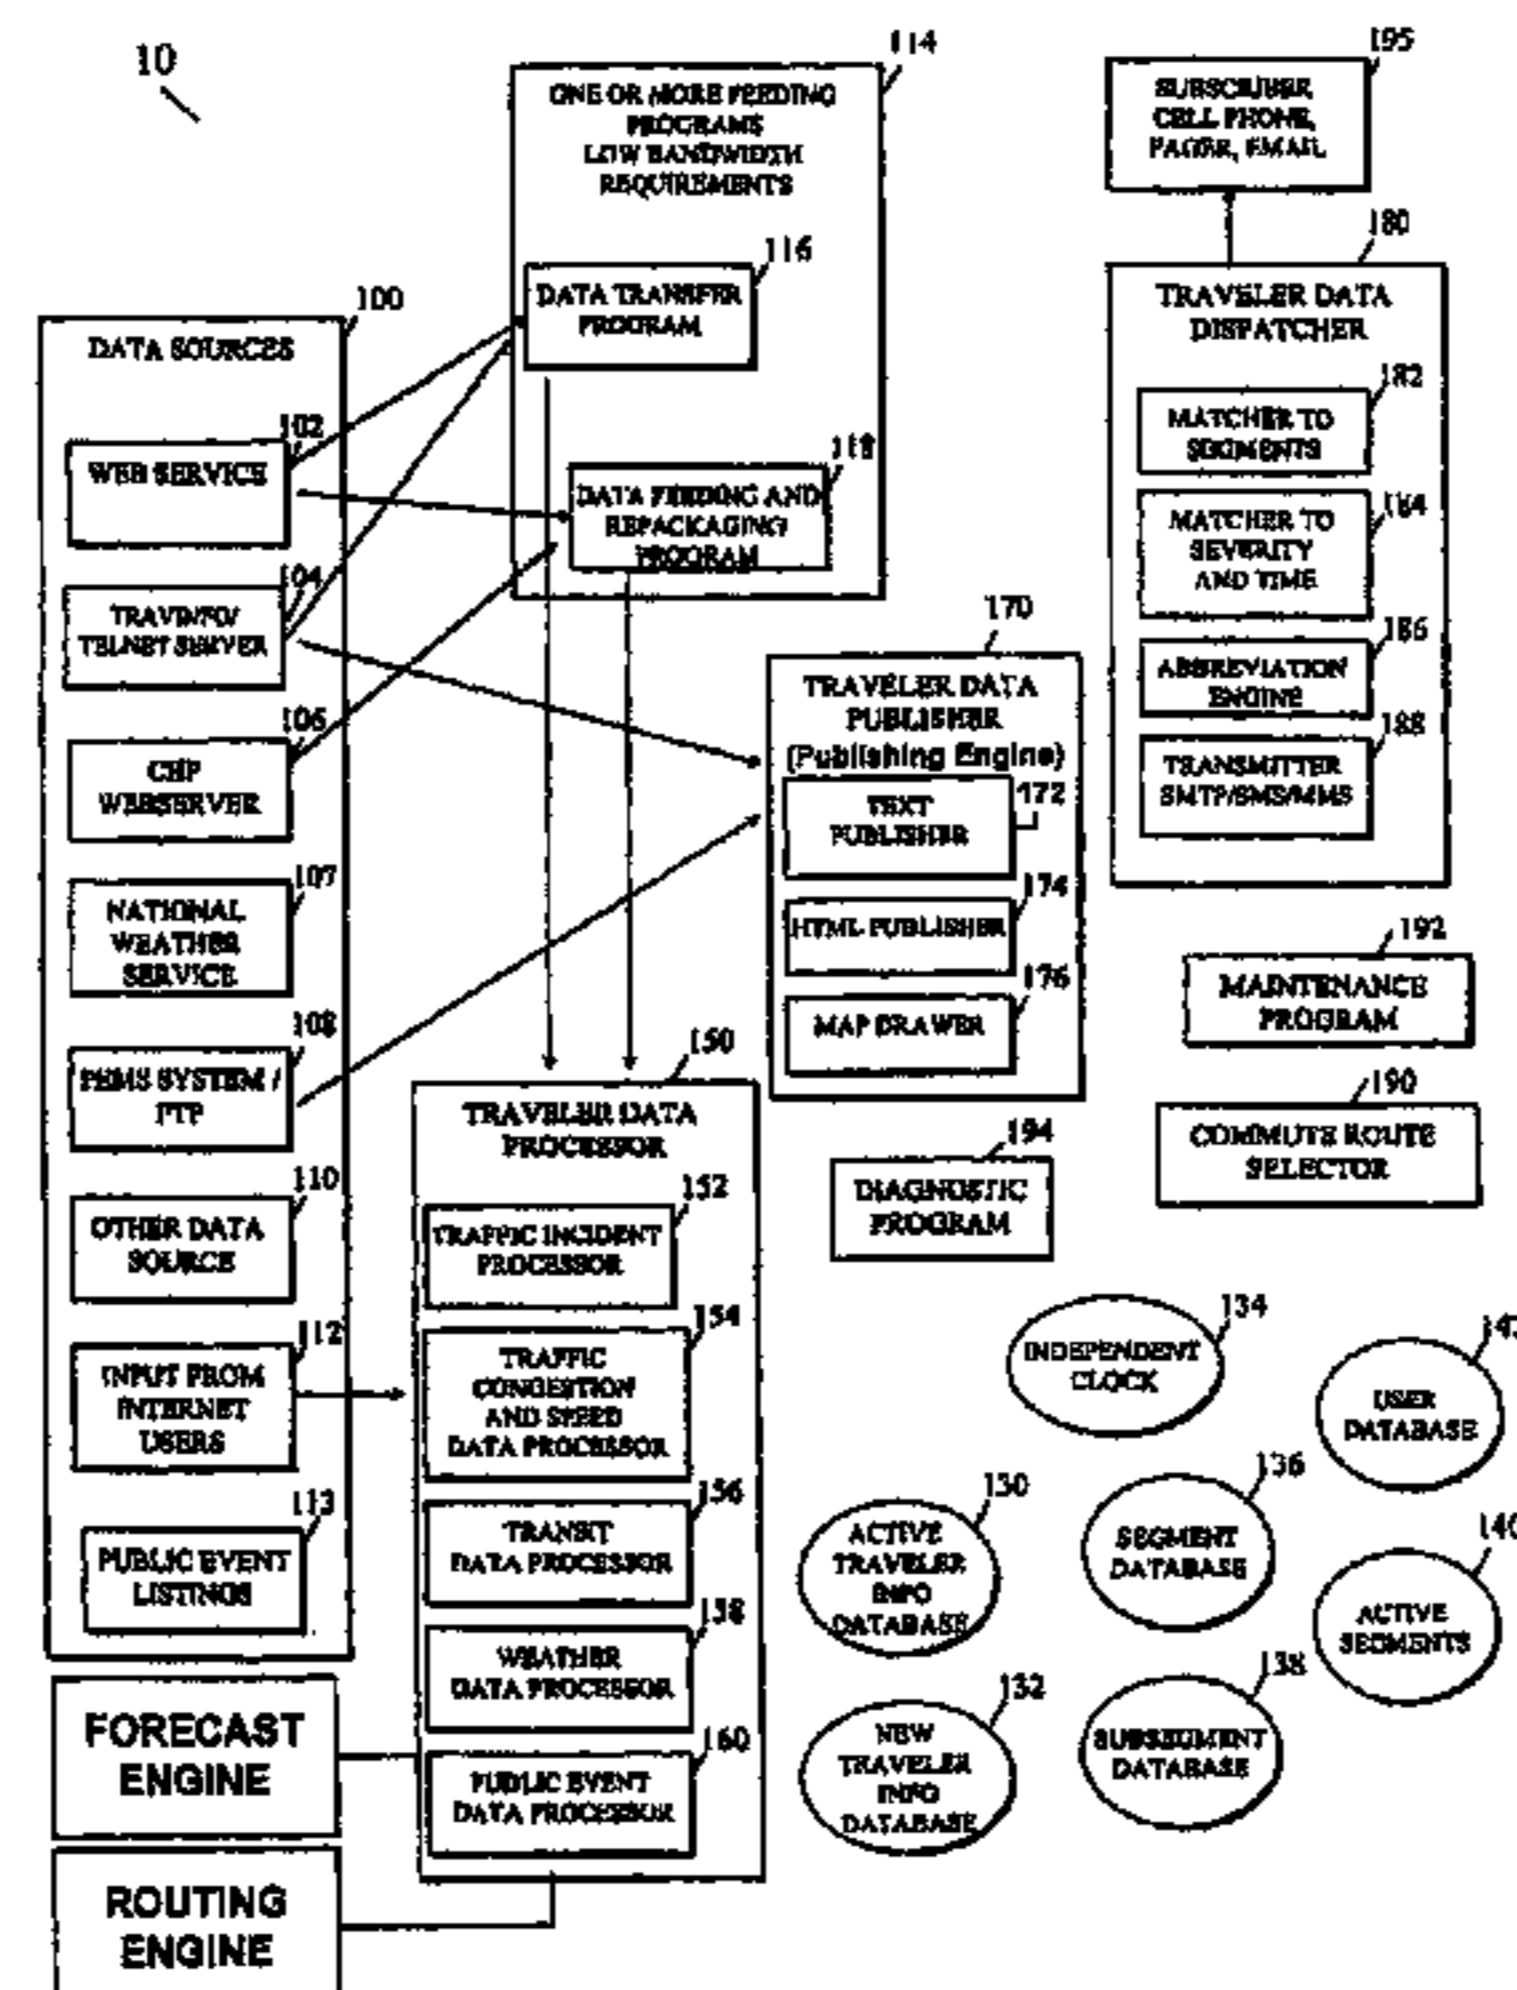 10
114
ONE OR MORE FEEDING
PROGRAMS
LOW BANDWIDTH
REQUIREMENTS
116
DATA TRANSFER
PROGRAM
118
DATA FEEDING AND
REPACKAGING
PROGRAM
195
SUBSCRIBER
CELL PHONE,
PAGER, EMAIL
180
TRAVELER DATA
DISPATCHER
182
MATCHER TO
SEGMENTS
184
MATCHER TO
SEVERITY
AND TIME
186
ABBREVIATION
ENGINE
188
TRANSMITTER
SMTP/SMS/MMS
100
DATA SOURCES
102
WEB SERVICE
104
TRAVINFO/
TELNET SERVER
106
CHP
WEBSERVER
107
NATIONAL
WEATHER
SERVICE
108
PEMS SYSTEM /
FTP
110
OTHER DATA
SOURCE
112
INPUT FROM
INTERNET
USERS
113
PUBLIC EVENT
LISTINGS
170
TRAVELER DATA
PUBLISHER
(Publishing Engine)
172
TEXT
PUBLISHER
174
HTML PUBLISHER
176
MAP DRAWER
192
MAINTENANCE
PROGRAM
190
COMMUTE ROUTE
SELECTOR
194
DIAGNOSTIC
PROGRAM
150
TRAVELER DATA
PROCESSOR
152
TRAFFIC INCIDENT
PROCESSOR
154
TRAFFIC
CONGESTION
AND SPEED
DATA PROCESSOR
156
TRANSIT
DATA PROCESSOR
158
WEATHER
DATA PROCESSOR
160
PUBLIC EVENT
DATA PROCESSOR
134
INDEPENDENT
CLOCK
USER
DATABASE
130
ACTIVE
TRAVELER
INFO
DATABASE
136
SEGMENT
DATABASE
140
ACTIVE
SEGMENTS
132
NEW
TRAVELER
INFO
DATABASE
138
SUBSEGMENT
DATABASE
FORECAST
ENGINE
ROUTING
ENGINE